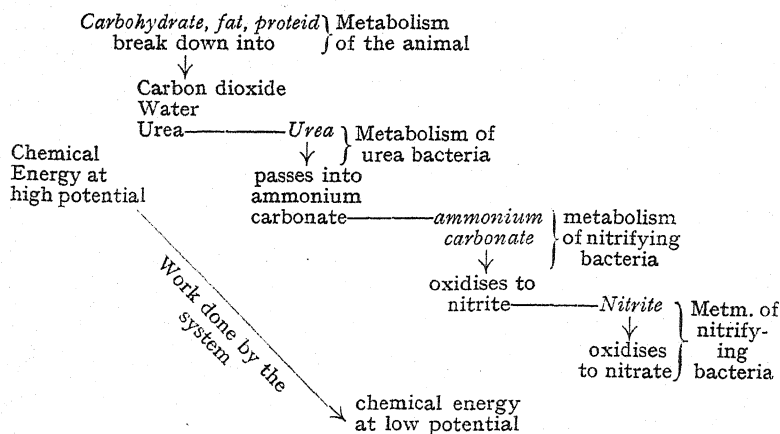 Carbohydrate, fat, proteid } Metabolism
break down into } of the animal
Carbon dioxide
Water
Urea Urea } Metabolism of
urea bacteria
Chemical
Energy at
high potential
passes into
ammonium
carbonate ammonium
carbonate
metabolism
of nitrifying
bacteria
oxidises to
nitrite Nitrite
Metm. of
nitrify-
ing
bacteria
oxidises
to nitrate
Work done by the
system
chemical energy
at low potential